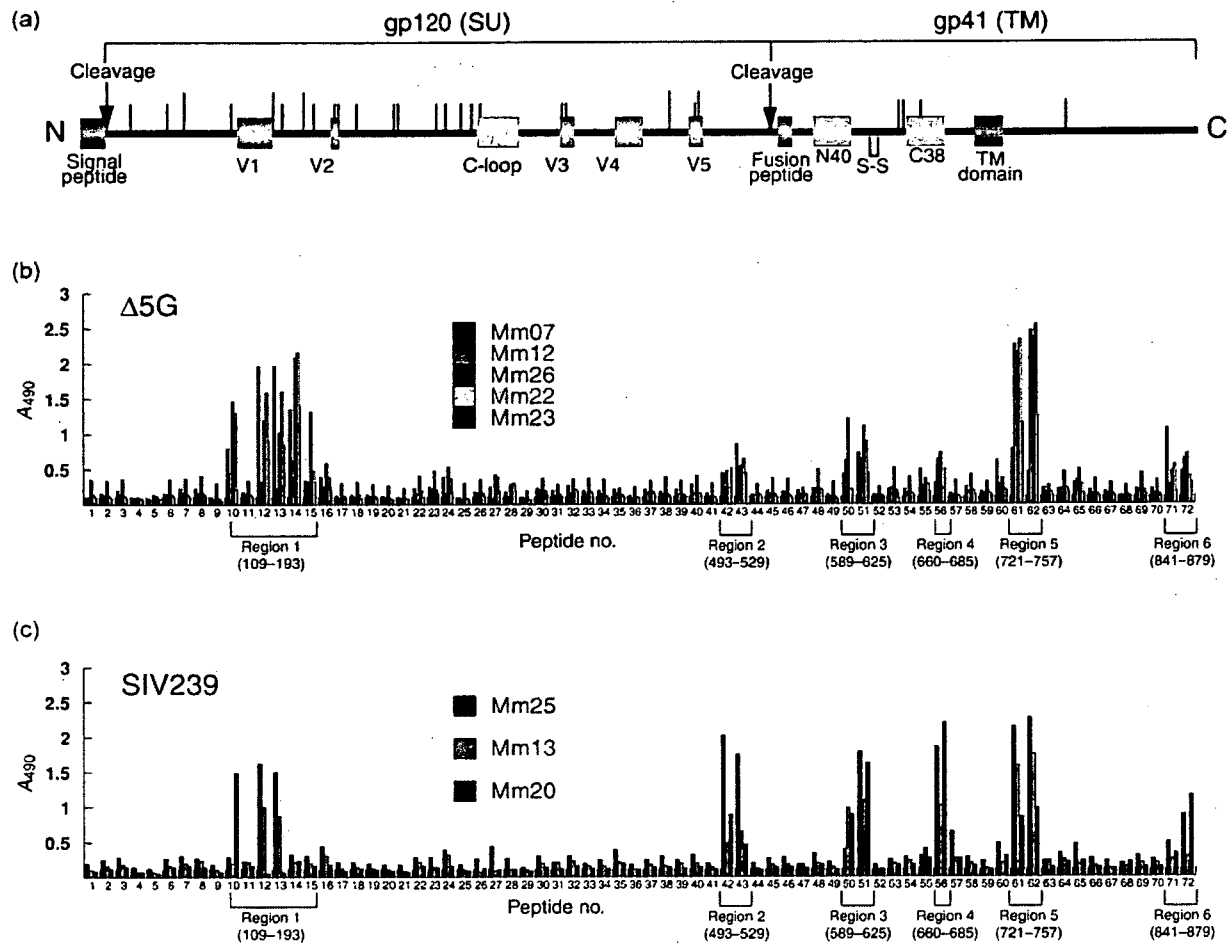 (a)
gp120 (SU)
gp41 (TM)
Cleavage
Cleavage
N
C
Signal peptide
V1
V2
C-loop
V3
V4
V5
Fusion peptide
N40
S-S
C38
TM domain
(b)
Δ5G
3
2.5
2
1.5
1
0.5
A490
Mm07
Mm12
Mm26
Mm22
Mm23
1 2 3 4 5 6 7 8 9 10 11 12 13 14 15 16 17 18 19 20 21 22 23 24 25 26 27 28 29 30 31 32 33 34 35 36 37 38 39 40 41 42 43 44 45 46 47 48 49 50 51 52 53 54 55 56 57 58 59 60 61 62 63 64 65 66 67 68 69 70 71 72
Peptide no.
Region 1
(109–193)
Region 2
(493–529)
Region 3
(589–625)
Region 4
(660–685)
Region 5
(721–757)
Region 6
(841–879)
(c)
SIV239
3
2.5
2
1.5
1
0.5
A490
Mm25
Mm13
Mm20
1 2 3 4 5 6 7 8 9 10 11 12 13 14 15 16 17 18 19 20 21 22 23 24 25 26 27 28 29 30 31 32 33 34 35 36 37 38 39 40 41 42 43 44 45 46 47 48 49 50 51 52 53 54 55 56 57 58 59 60 61 62 63 64 65 66 67 68 69 70 71 72
Peptide no.
Region 1
(109–193)
Region 2
(493–529)
Region 3
(589–625)
Region 4
(660–685)
Region 5
(721–757)
Region 6
(841–879)